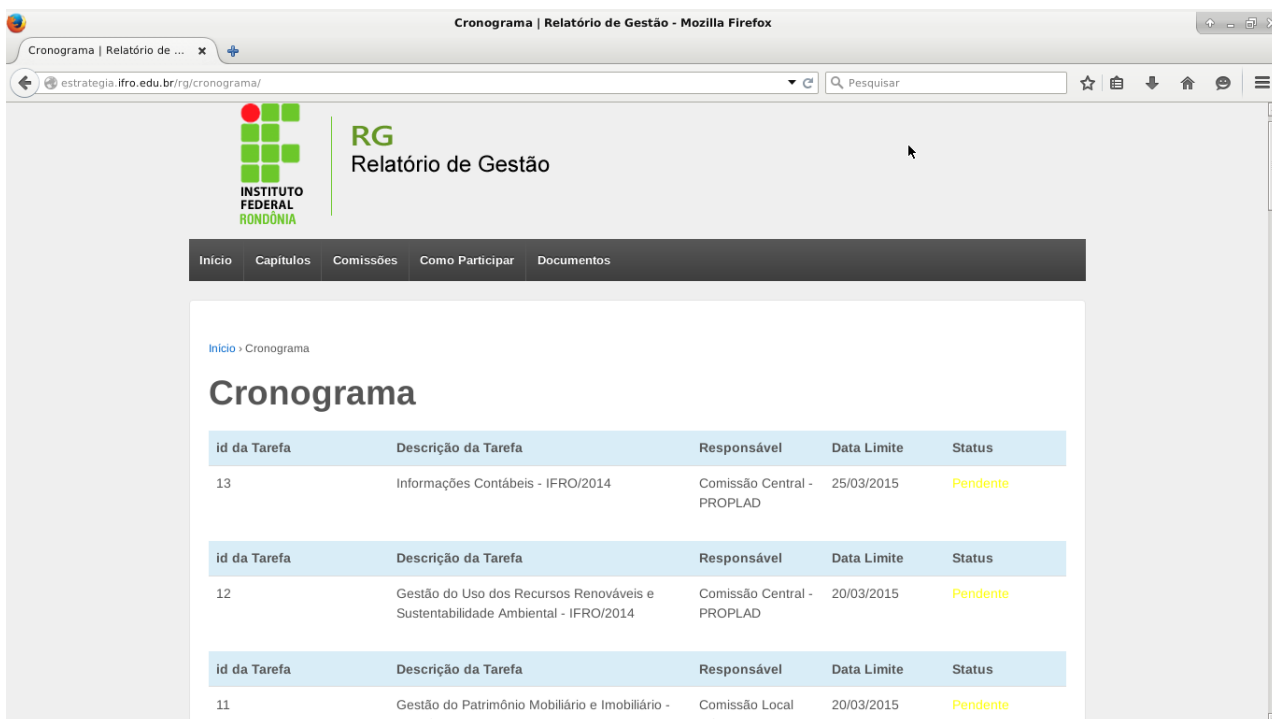 Cronograma | Relatório de Gestão - Mozilla Firefox
Cronograma | Relatório de ...
estrategia.ifro.edu.br/rg/cronograma/
Pesquisar
INSTITUTO
FEDERAL
RONDÔNIA
RG
Relatório de Gestão
Início Capítulos Comissões Como Participar Documentos
Início › Cronograma
Cronograma
id da Tarefa Descrição da Tarefa Responsável Data Limite Status
13 Informações Contábeis - IFRO/2014 Comissão Central - 25/03/2015 Pendente
PROPLAD
id da Tarefa Descrição da Tarefa Responsável Data Limite Status
12 Gestão do Uso dos Recursos Renováveis e Comissão Central - 20/03/2015 Pendente
Sustentabilidade Ambiental - IFRO/2014 PROPLAD
id da Tarefa Descrição da Tarefa Responsável Data Limite Status
11 Gestão do Patrimônio Mobiliário e Imobiliário - Comissão Local 20/03/2015 Pendente